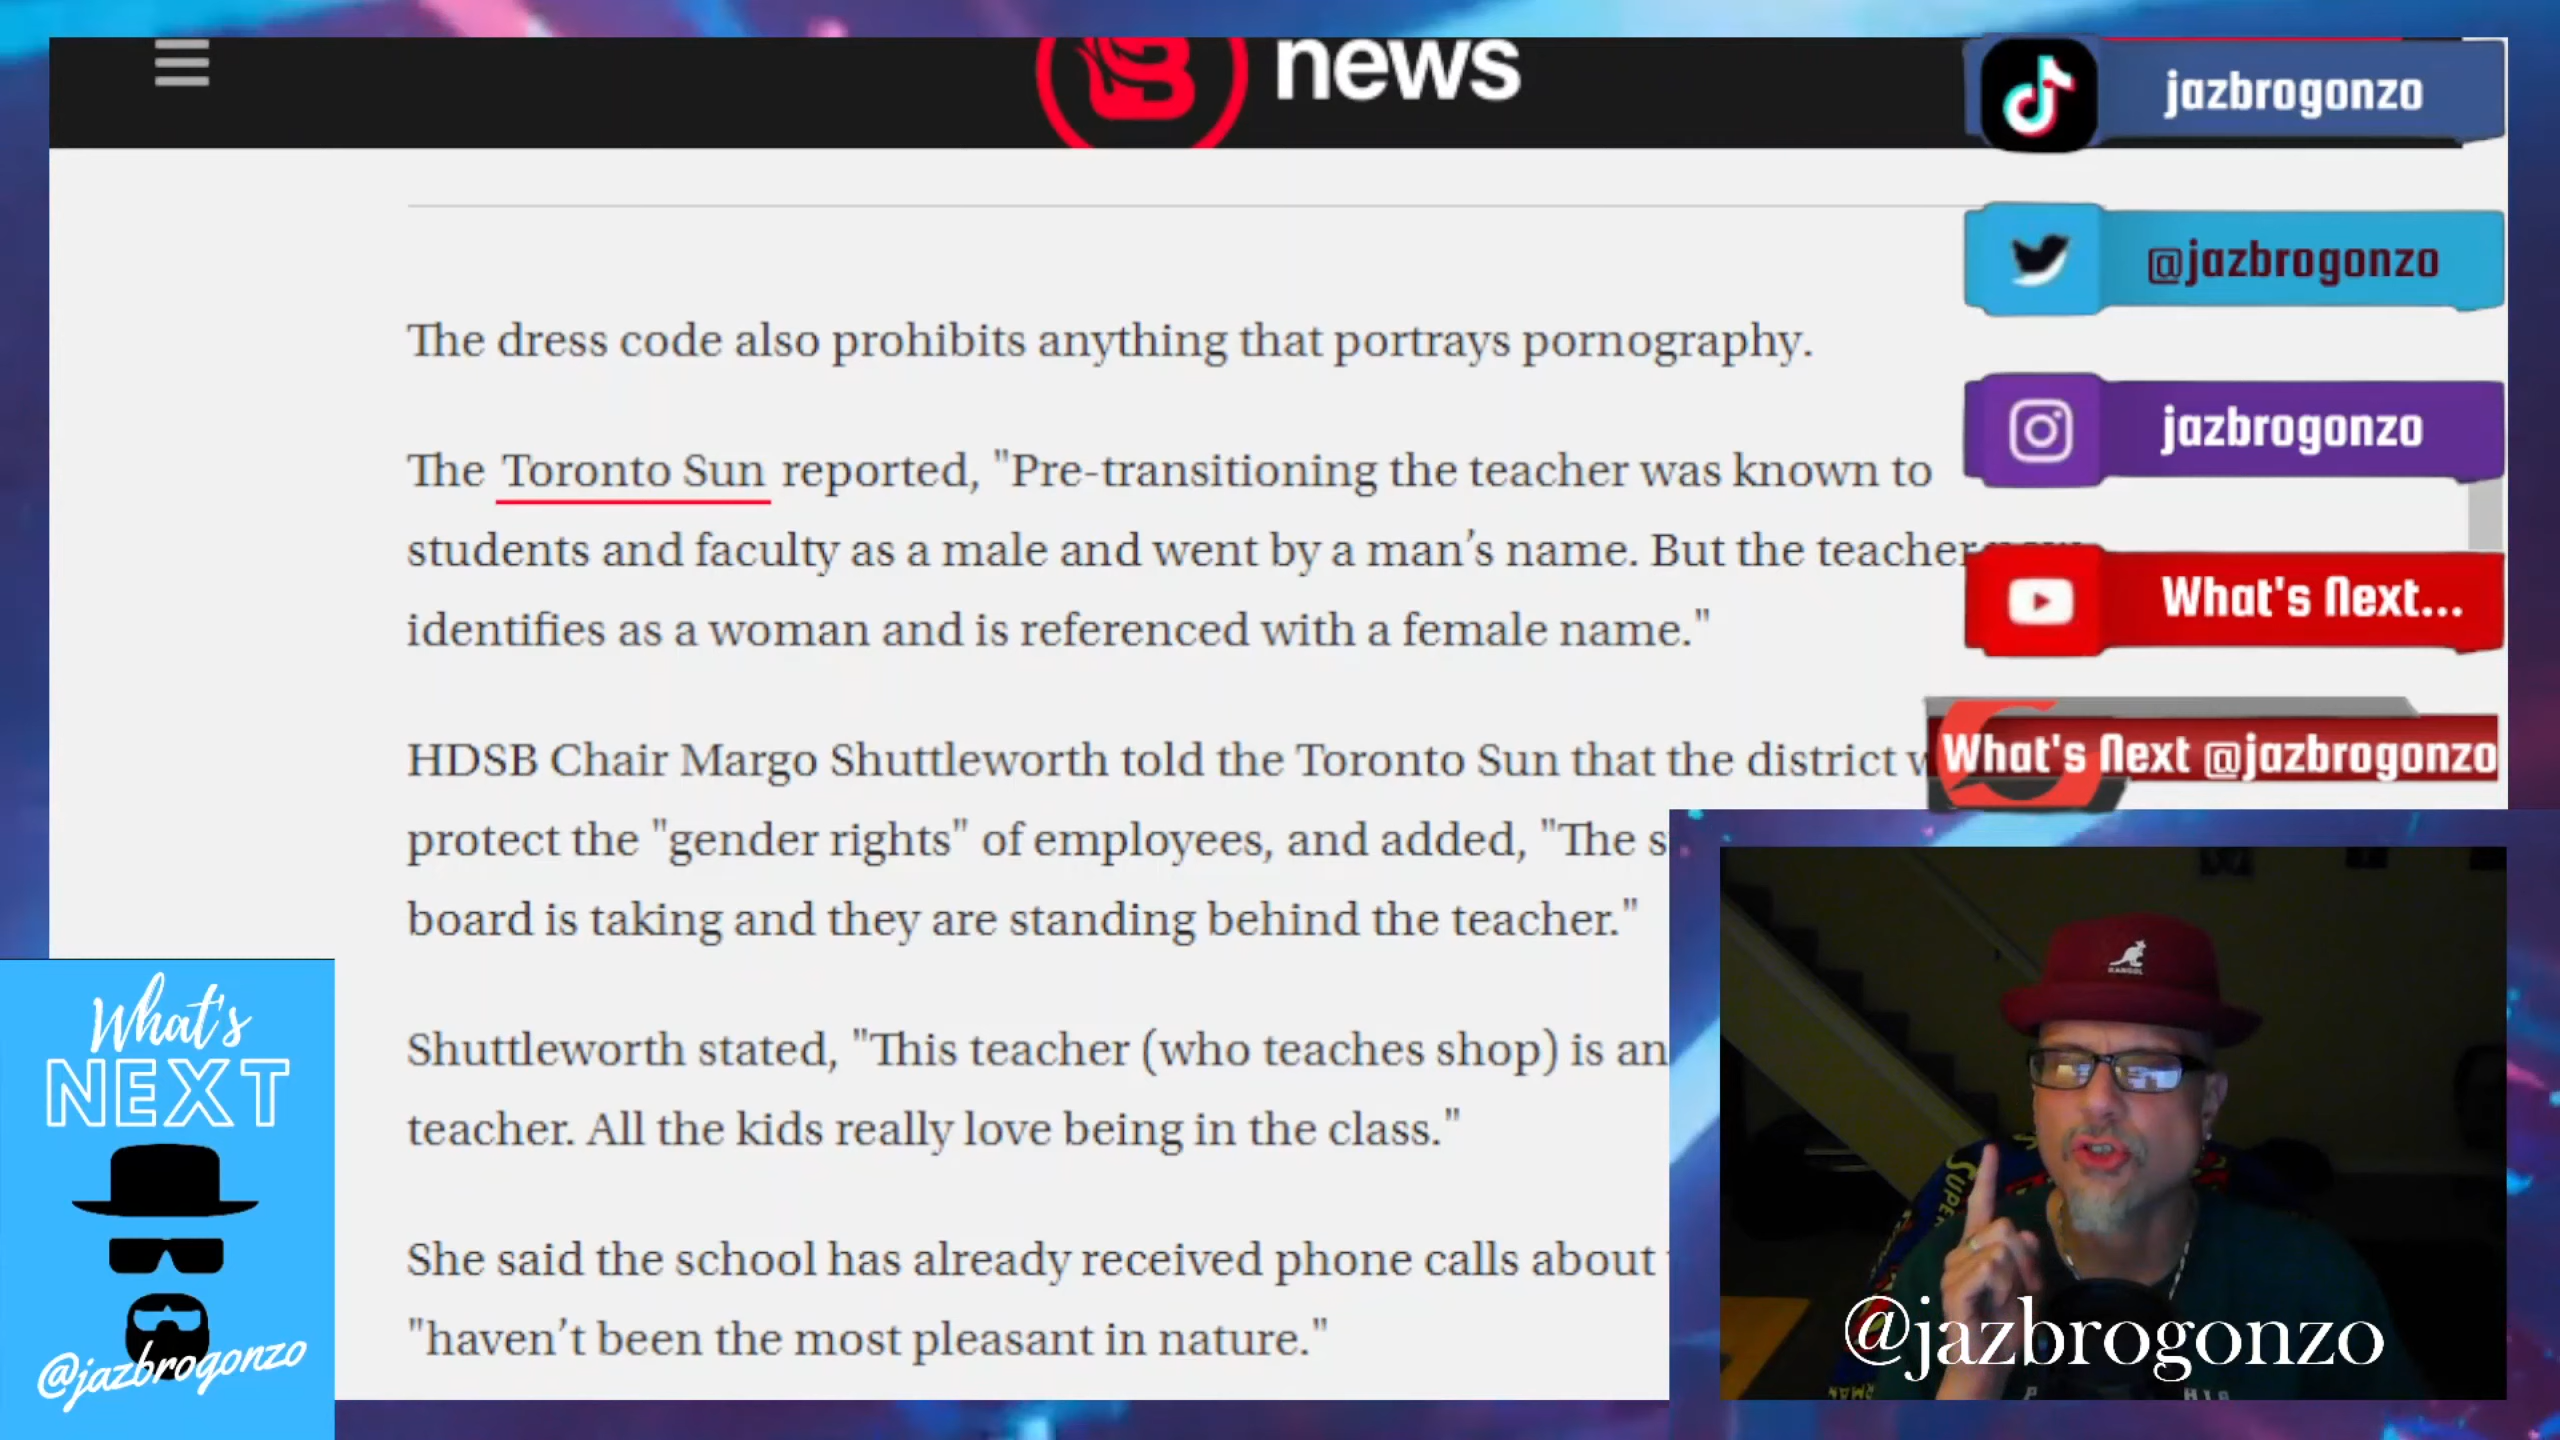 news
jazbrogonzo
@jazbrogonzo
jazbrogonzo
What's Next...
What's Next @jazbrogonzo
The dress code also prohibits anything that portrays pornography.
The Toronto Sun reported, "Pre-transitioning the teacher was known to
students and faculty as a male and went by a man’s name. But the teacher
identifies as a woman and is referenced with a female name."
HDSB Chair Margo Shuttleworth told the Toronto Sun that the district
protect the "gender rights" of employees, and added, "The
board is taking and they are standing behind the teacher."
Shuttleworth stated, "This teacher (who teaches shop) is an
teacher. All the kids really love being in the class."
She said the school has already received phone calls about
"haven’t been the most pleasant in nature."
What's
NEXT
@jazbrogonzo
KANGOL
SUPER
@jazbrogonzo